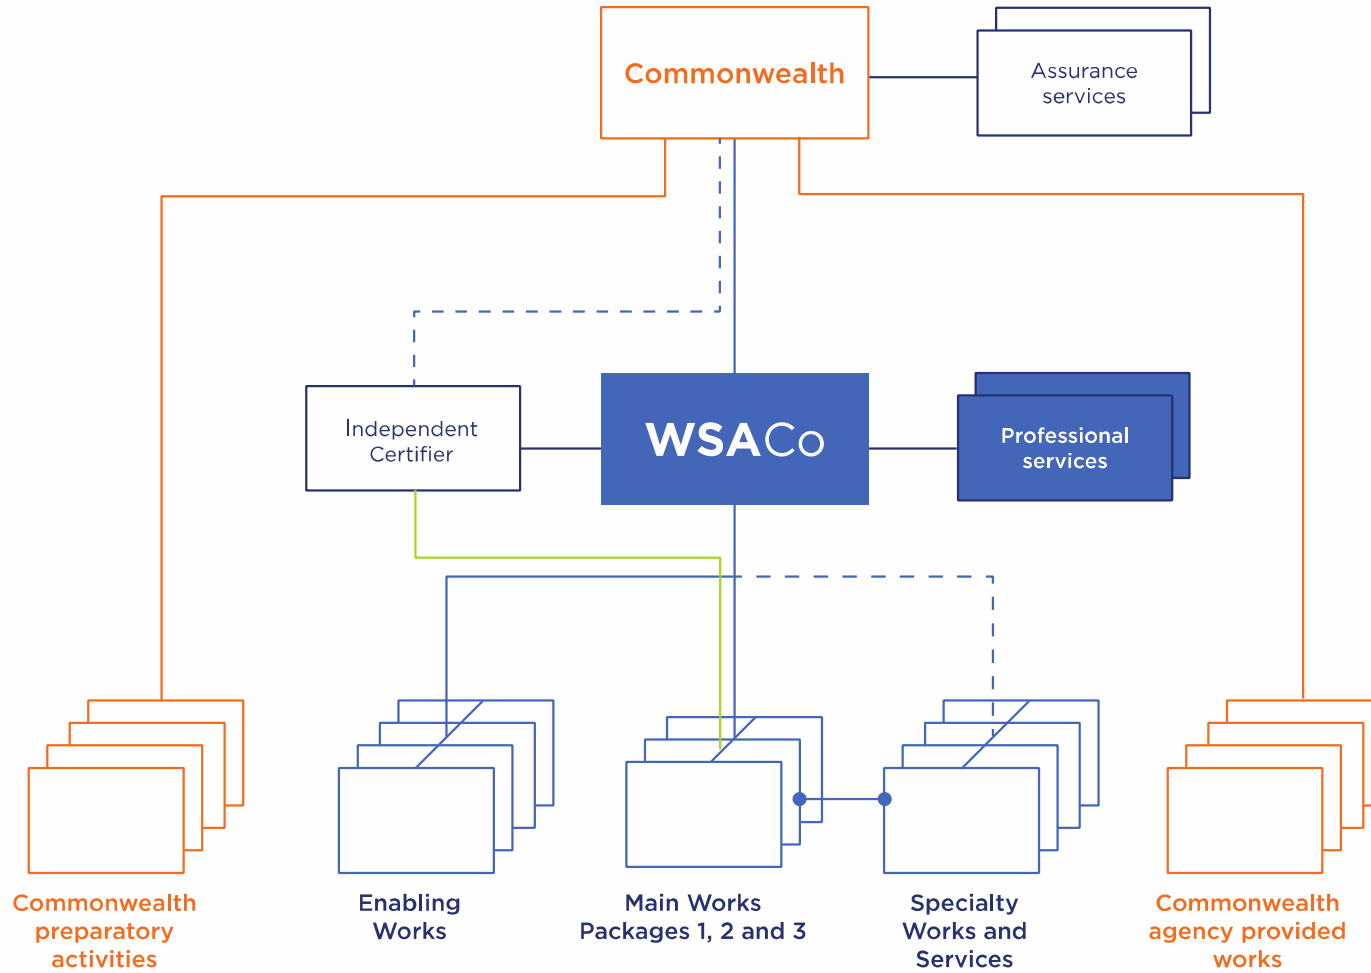 Commonwealth
Assurance
services
Independent
Certifier
WSACo
Professional
services
Commonwealth
preparatory
activities
Enabling
Works
Main Works
Packages 1, 2 and 3
Specialty
Works and
Services
Commonwealth
agency provided
works